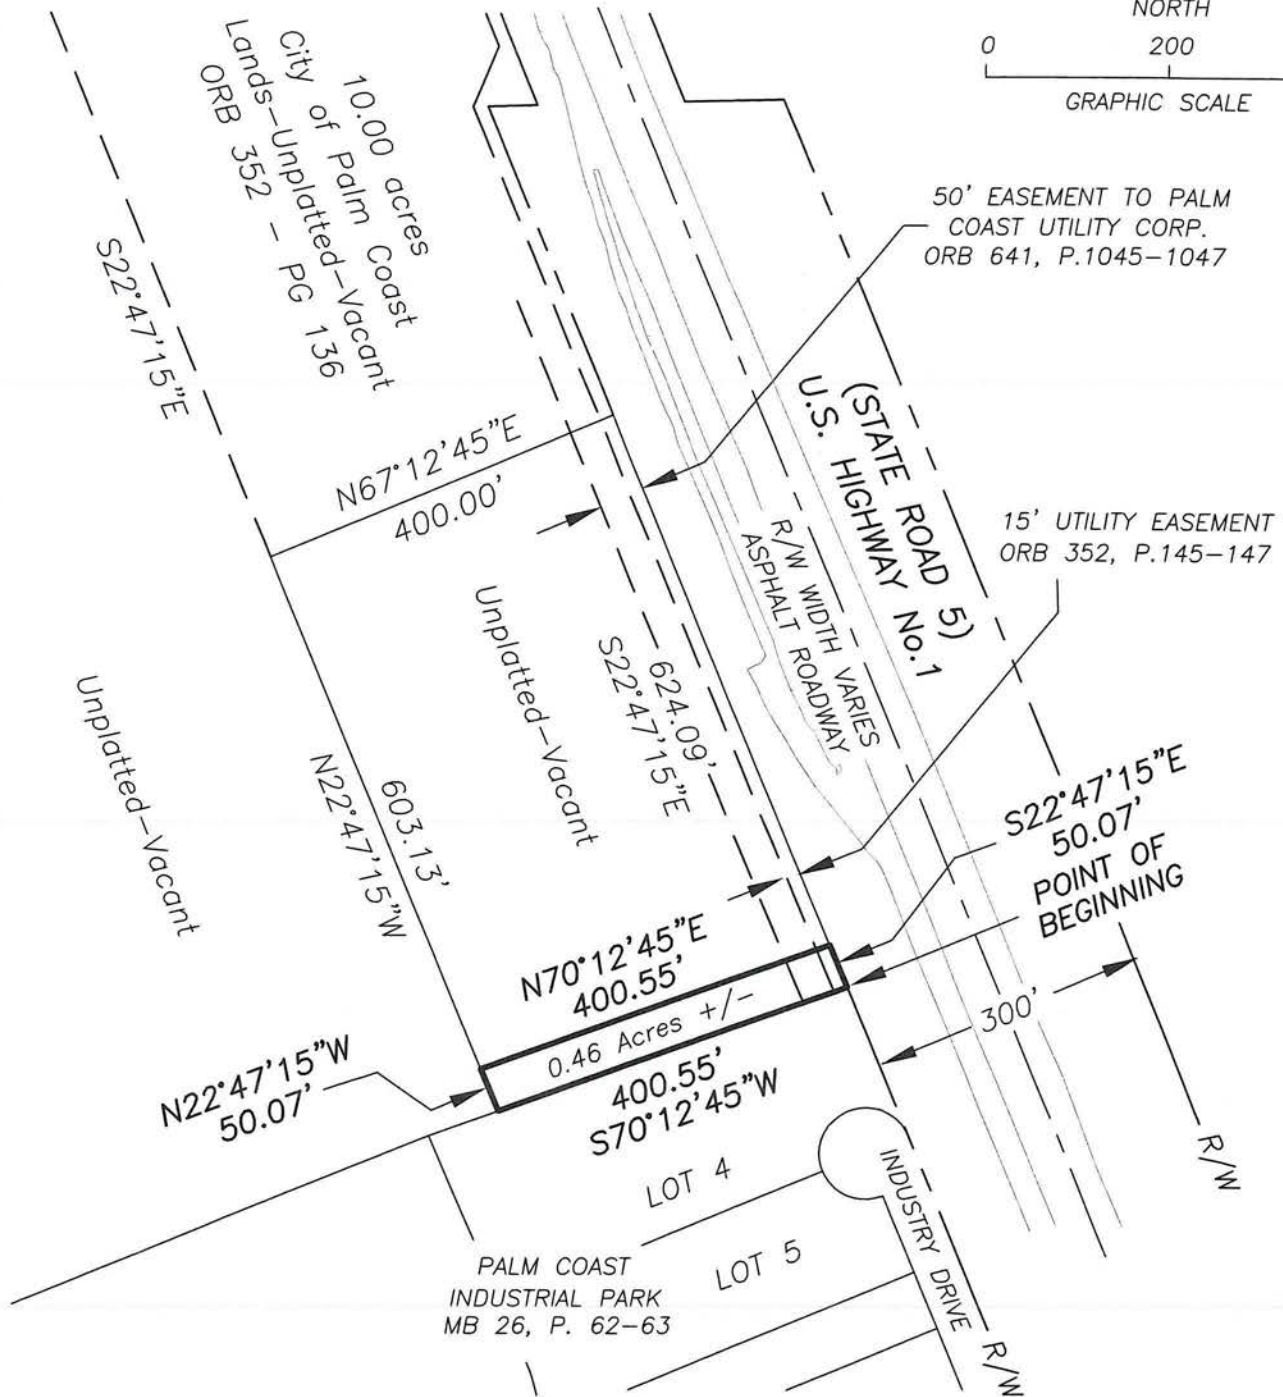 NORTH
0 200
GRAPHIC SCALE
10.00 acres
City of Palm Coast
Lands-Unplatted-Vacant
ORB 352 - PG 136
S22°47'15"E
50' EASEMENT TO PALM
COAST UTILITY CORP.
ORB 641, P.1045-1047
(STATE ROAD 5)
U.S. HIGHWAY No.1
N67°12'45"E
400.00'
R/W WIDTH VARIES
ASPHALT ROADWAY
15' UTILITY EASEMENT
ORB 352, P.145-147
Unplatted-Vacant
624.09'
S22°47'15"E
Unplatted-Vacant
603.13'
N22°47'15"W
S22°47'15"E
50.07'
POINT OF
BEGINNING
N70°12'45"E
400.55'
0.46 Acres +/-
400.55'
S70°12'45"W
300'
N22°47'15"W
50.07'
R/W
LOT 4
INDUSTRY DRIVE
LOT 5
PALM COAST
INDUSTRIAL PARK
MB 26, P. 62-63
R/W